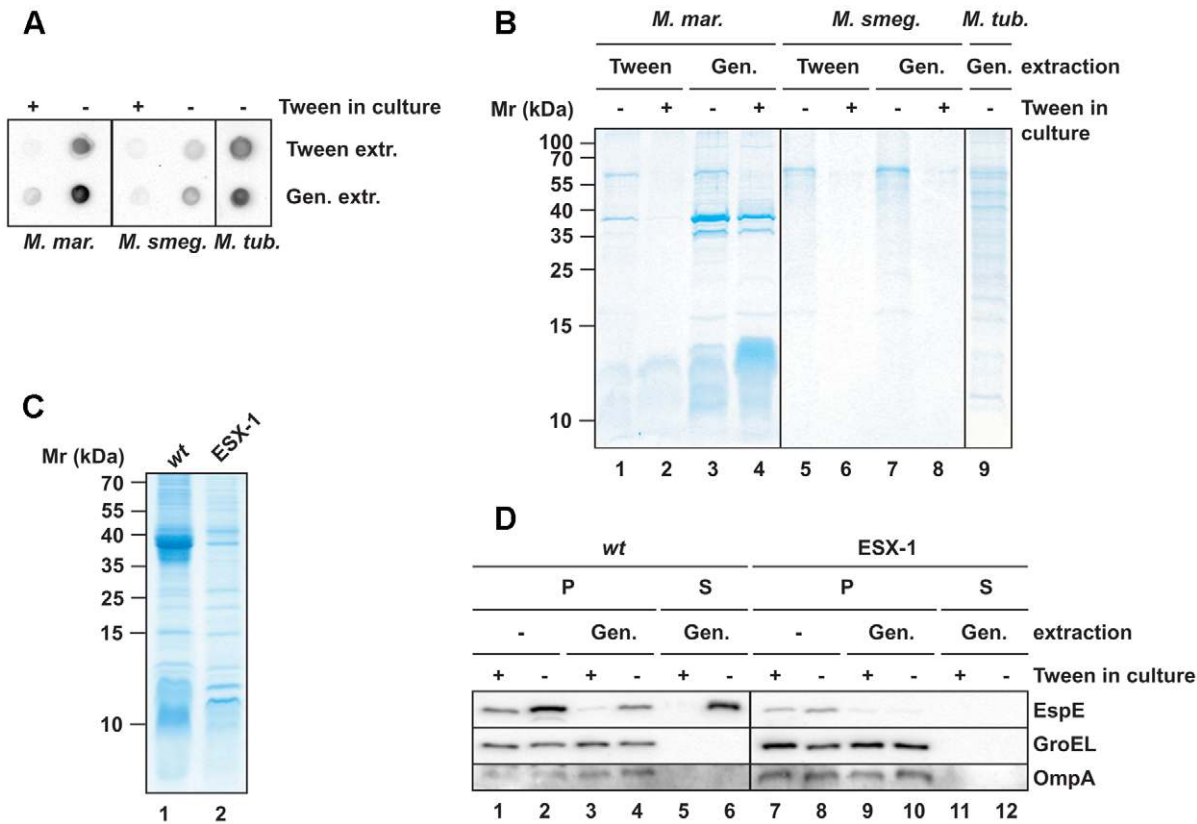 A
+ - + - - Tween in culture
Tween extr.
Gen. extr.
M. mar. M. smeg. M. tub.
B
M. mar. M. smeg. M. tub.
Tween Gen. Tween Gen. Gen. extraction
Mr (kDa) - + - + - + - + - Tween in culture
100
70
55
40
35
25
15
10
1 2 3 4 5 6 7 8 9
C
Mr (kDa) wt ESX-1
70
55
40
35
25
15
10
1 2
D
wt ESX-1
P S P S
- Gen. Gen. - Gen. Gen. extraction
+ - + - + - + - + - + - Tween in culture
EspE
GroEL
OmpA
1 2 3 4 5 6 7 8 9 10 11 12